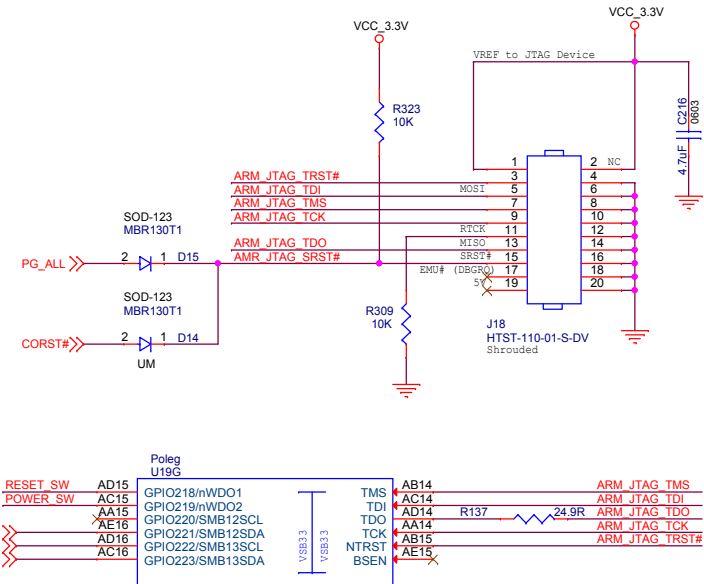 VCC_3.3V
VCC_3.3V
VREF to JTAG Device
R323
10K
C216
0603
4.7uF
1
2 NC
ARM_JTAG_TRST#
3
4
ARM_JTAG_TDI
MOSI
5
6
ARM_JTAG_TMS
7
8
ARM_JTAG_TCK
9
10
RTCK
11
12
ARM_JTAG_TDO
MISO
13
14
AMR_JTAG_SRST#
SRST#
15
16
EMU# (DBGRQ)
17
18
5V
19
20
SOD-123
MBR130T1
PG_ALL
2
1
D15
SOD-123
MBR130T1
CORST#
2
1
D14
UM
R309
10K
J18
HTST-110-01-S-DV
Shrouded
Poleg
U19G
RESET_SW
AD15
GPIO218/nWDO1
TMS
AB14
ARM_JTAG_TMS
POWER_SW
AC15
GPIO219/nWDO2
TDI
AC14
ARM_JTAG_TDI
AA15
GPIO220/SMB12SCL
TDO
AD14
R137
24.9R
ARM_JTAG_TDO
AE16
GPIO221/SMB12SDA
TCK
AA14
ARM_JTAG_TCK
AD16
GPIO222/SMB13SCL
NTRST
AB15
ARM_JTAG_TRST#
AC16
GPIO223/SMB13SDA
BSEN
AE15
VSB33
VSB33